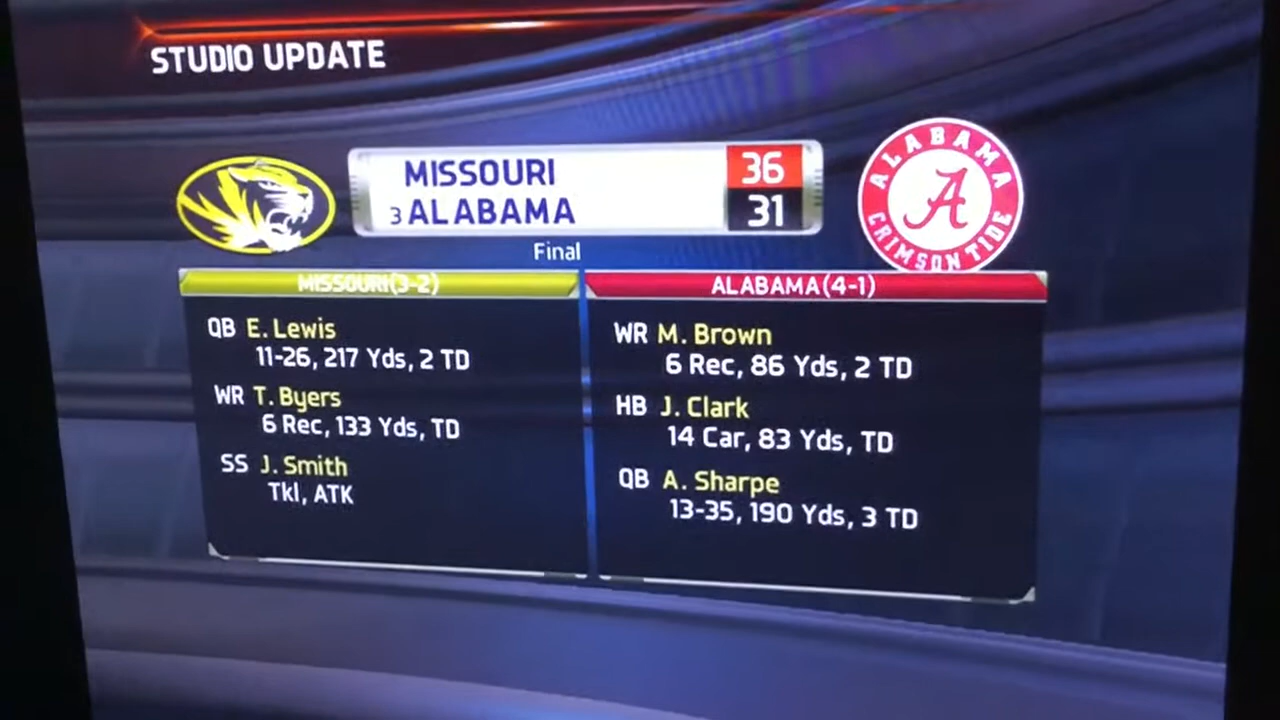 STUDIO UPDATE
MISSOURI 36
3 ALABAMA 31
Final
ALABAMA
A
CRIMSON TIDE
MISSOURI(3-2)
QB E. Lewis
11-26, 217 Yds, 2 TD
WR T. Byers
6 Rec, 133 Yds, TD
SS J. Smith
Tkl, ATK
ALABAMA(4-1)
WR M. Brown
6 Rec, 86 Yds, 2 TD
HB J. Clark
14 Car, 83 Yds, TD
QB A. Sharpe
13-35, 190 Yds, 3 TD